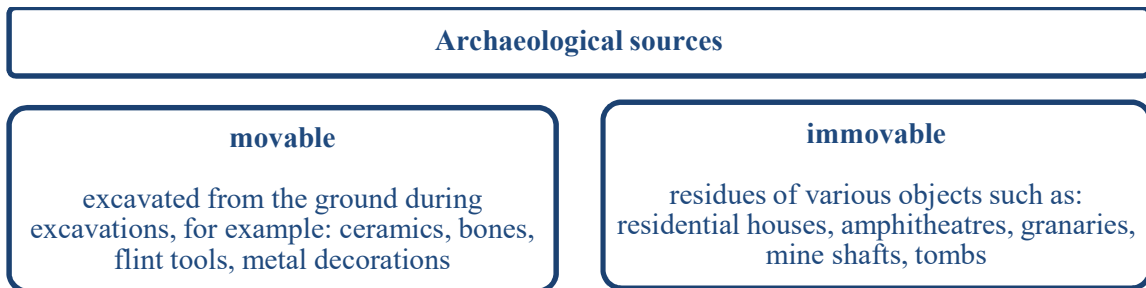 Archaeological sources
movable
excavated from the ground during
excavations, for example: ceramics, bones,
flint tools, metal decorations
immovable
residues of various objects such as:
residential houses, amphitheatres, granaries,
mine shafts, tombs